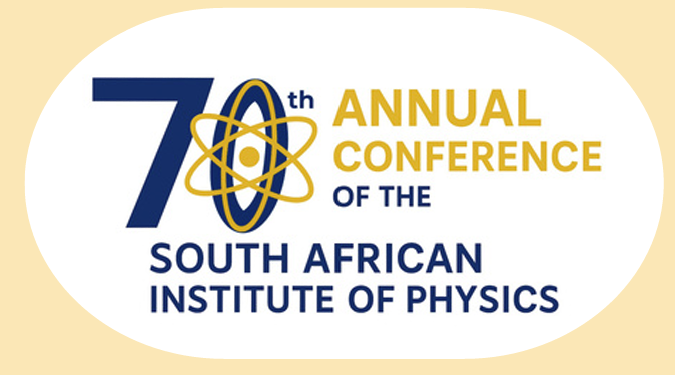 70th ANNUAL
CONFERENCE
OF THE
SOUTH AFRICAN
INSTITUTE OF PHYSICS